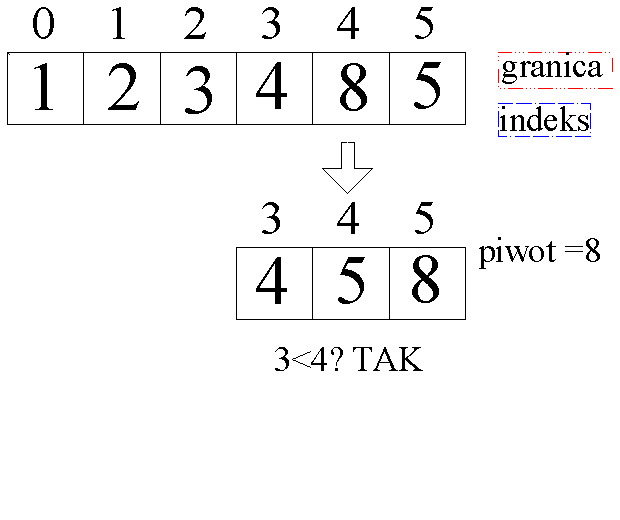 0 1 2 3 4 5
1 2 3 4 8 5
granica
indeks
3 4 5
4 5 8
piwot =8
3<4? TAK